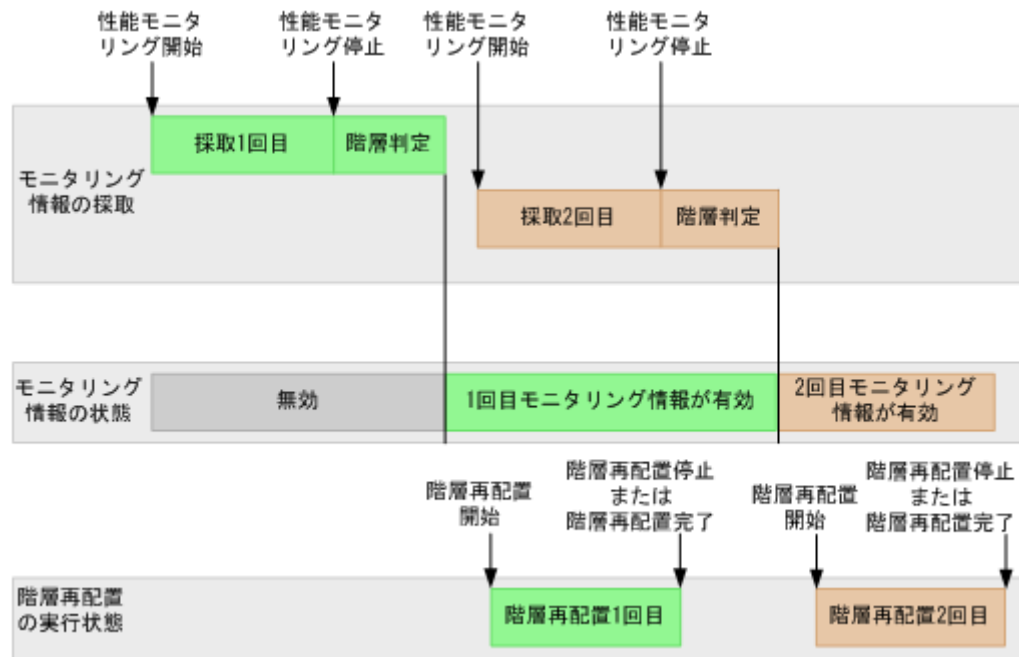 性能モニタ
リング開始
性能モニタ
リング停止
性能モニタ
リング開始
性能モニタ
リング停止
モニタリング
情報の採取
採取1回目
階層判定
採取2回目
階層判定
モニタリング
情報の状態
無効
1回目モニタリング情報が有効
2回目モニタリング
情報が有効
階層再配置
開始
階層再配置停止
または
階層再配置完了
階層再配置
開始
階層再配置停止
または
階層再配置完了
階層再配置
の実行状態
階層再配置1回目
階層再配置2回目